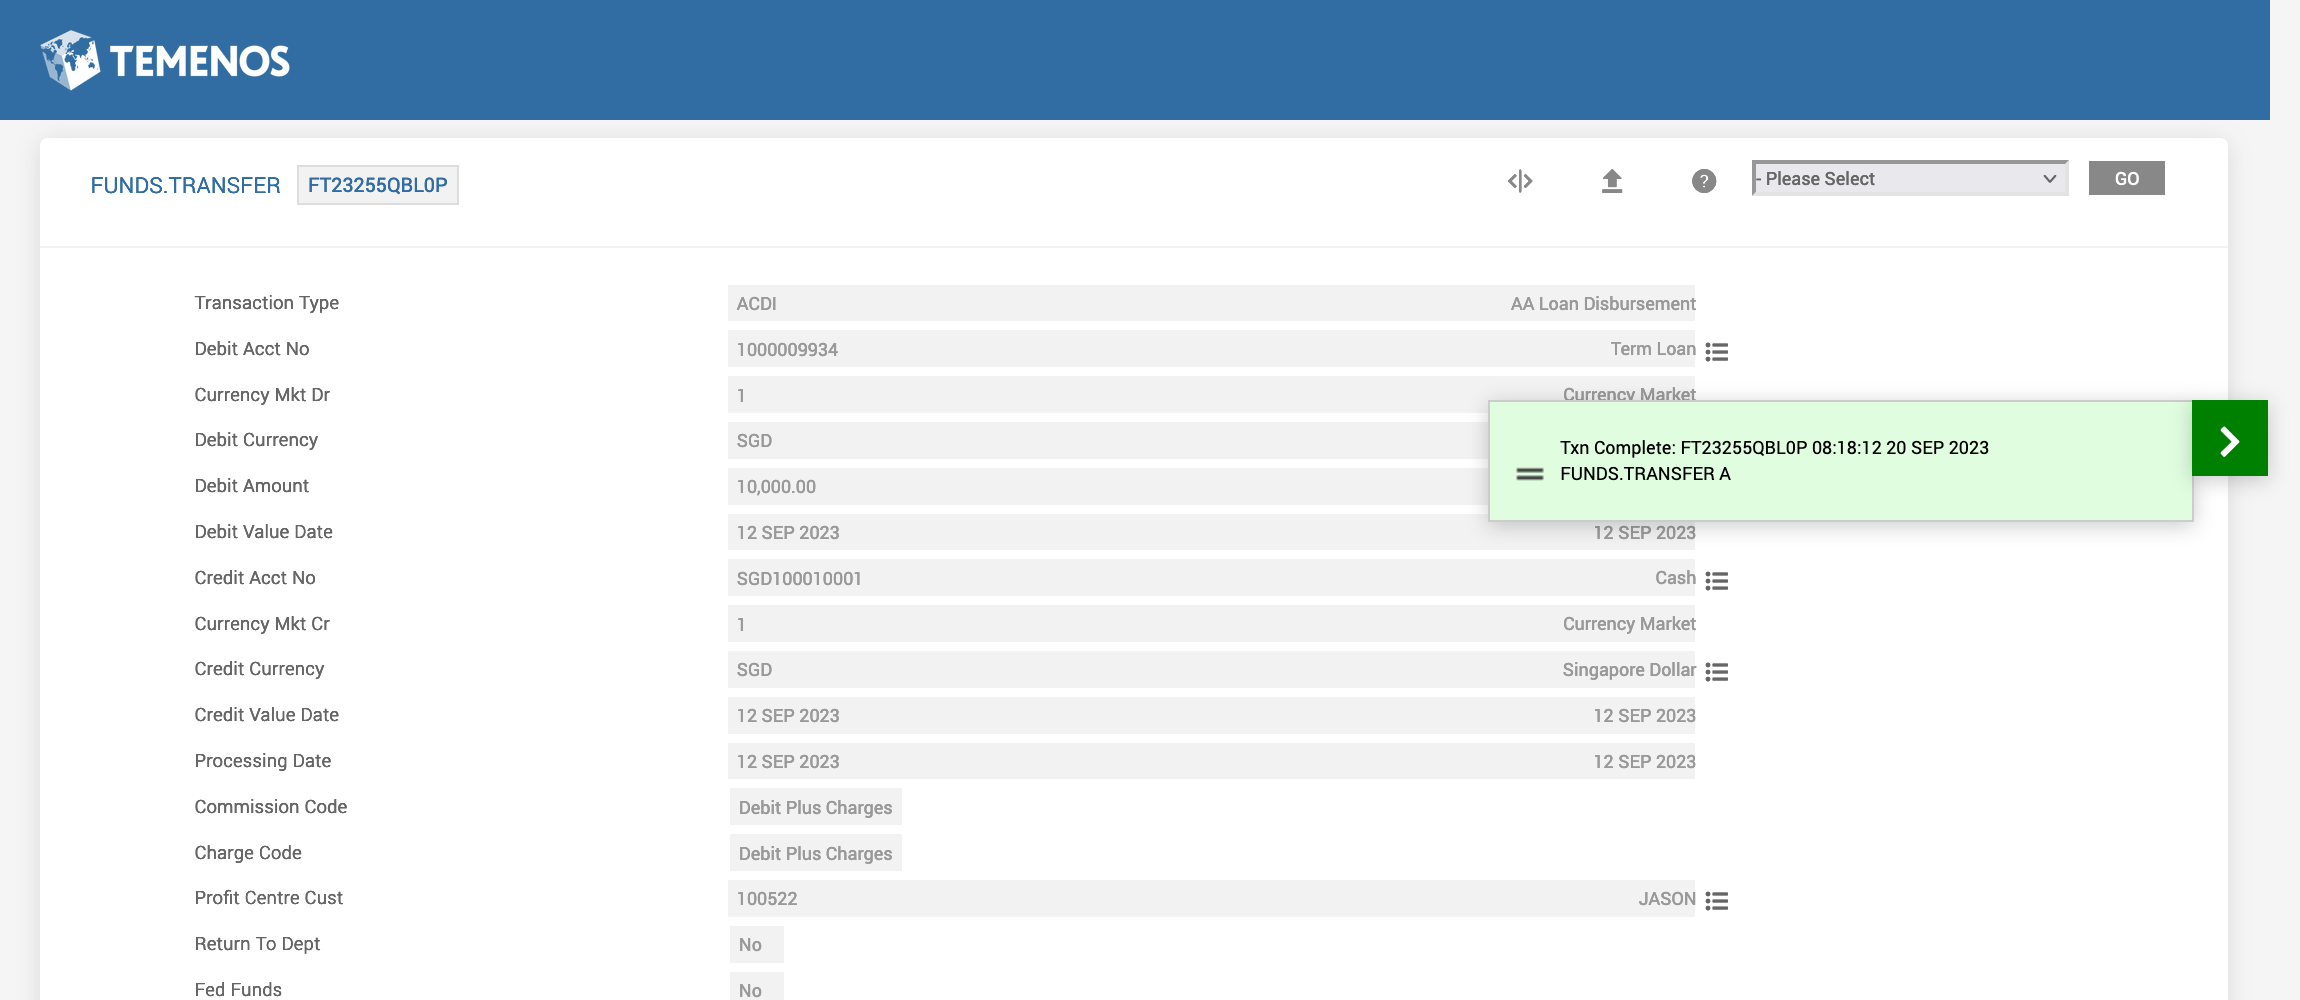 TEMENOS
FUNDS.TRANSFER FT23255QBL0P ? - Please Select GO
Transaction Type ACDI AA Loan Disbursement
Debit Acct No 1000009934 Term Loan
Currency Mkt Dr 1 Currency Market
Debit Currency SGD
Txn Complete: FT23255QBL0P 08:18:12 20 SEP 2023
FUNDS.TRANSFER A
Debit Amount 10,000.00
Debit Value Date 12 SEP 2023 12 SEP 2023
Credit Acct No SGD100010001 Cash
Currency Mkt Cr 1 Currency Market
Credit Currency SGD Singapore Dollar
Credit Value Date 12 SEP 2023 12 SEP 2023
Processing Date 12 SEP 2023 12 SEP 2023
Commission Code Debit Plus Charges
Charge Code Debit Plus Charges
Profit Centre Cust 100522 JASON
Return To Dept No
Fed Funds No